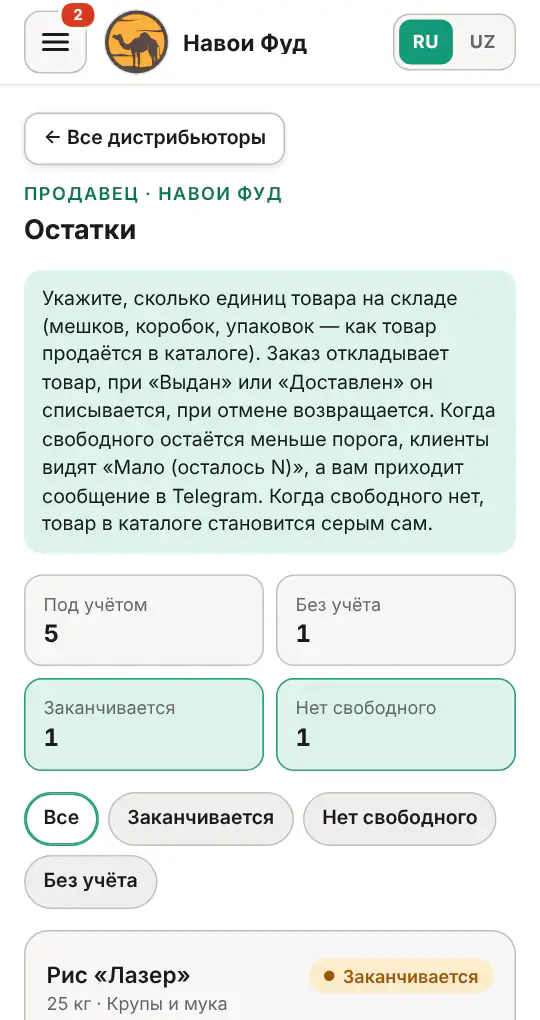 2
Навои Фуд
RU UZ
← Все дистрибьюторы
ПРОДАВЕЦ · НАВОИ ФУД
Остатки
Укажите, сколько единиц товара на складе
(мешков, коробок, упаковок — как товар
продаётся в каталоге). Заказ откладывает
товар, при «Выдан» или «Доставлен» он
списывается, при отмене возвращается. Когда
свободного остаётся меньше порога, клиенты
видят «Мало (осталось N)», а вам приходит
сообщение в Telegram. Когда свободного нет,
товар в каталоге становится серым сам.
Под учётом
5
Без учёта
1
Заканчивается
1
Нет свободного
1
Все Заканчивается Нет свободного
Без учёта
Рис «Лазер»
Заканчивается
25 кг · Крупы и мука